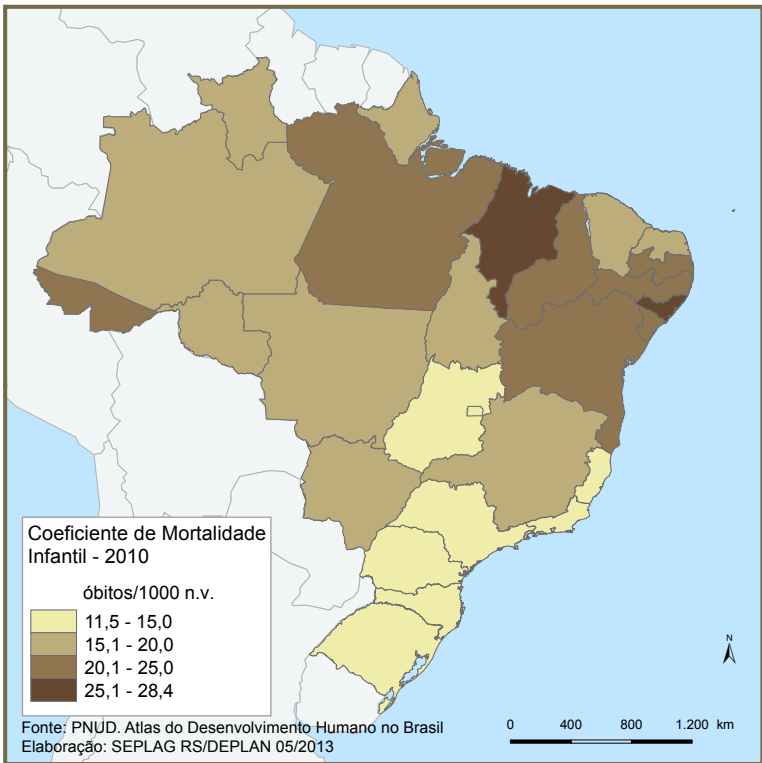 N
Coeficiente de Mortalidade
Infantil - 2010
óbitos/1000 n.v.
11,5 - 15,0
15,1 - 20,0
20,1 - 25,0
25,1 - 28,4
Fonte: PNUD. Atlas do Desenvolvimento Humano no Brasil
Elaboração: SEPLAG RS/DEPLAN 05/2013
0 400 800 1.200 km